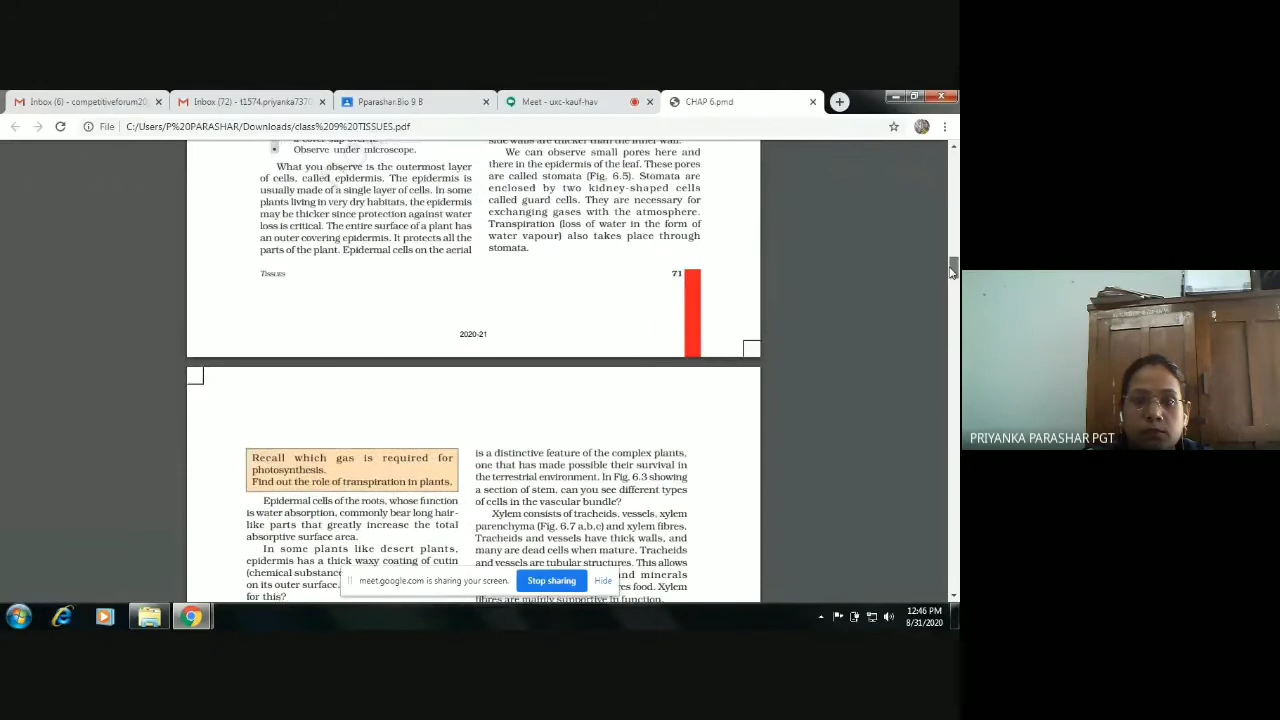 Inbox (6) - competitiveforum20
Inbox (72) - t1574.priyanka7370
Pparashar.Bio 9 B
Meet - uxc-kauf-hav
CHAP 6.pmd
File
C:/Users/P%20PARASHAR/Downloads/class%209%20TISSUES.pdf
Observe under microscope.
What you observe is the outermost layer
of cells, called epidermis. The epidermis is
usually made of a single layer of cells. In some
plants living in very dry habitats, the epidermis
may be thicker since protection against water
loss is critical. The entire surface of a plant has
an outer covering epidermis. It protects all the
parts of the plant. Epidermal cells on the aerial
side walls are thicker than the inner wall.
We can observe small pores here and
there in the epidermis of the leaf. These pores
are called stomata (Fig. 6.5). Stomata are
enclosed by two kidney-shaped cells
called guard cells. They are necessary for
exchanging gases with the atmosphere.
Transpiration (loss of water in the form of
water vapour) also takes place through
stomata.
TISSUES
71
2020-21
Recall which gas is required for
photosynthesis.
Find out the role of transpiration in plants.
Epidermal cells of the roots, whose function
is water absorption, commonly bear long hair-
like parts that greatly increase the total
absorptive surface area.
In some plants like desert plants,
epidermis has a thick waxy coating of cutin
(chemical substance
on its outer surface.
for this?
is a distinctive feature of the complex plants,
one that has made possible their survival in
the terrestrial environment. In Fig. 6.3 showing
a section of stem, can you see different types
of cells in the vascular bundle?
Xylem consists of tracheids, vessels, xylem
parenchyma (Fig. 6.7 a,b,c) and xylem fibres.
Tracheids and vessels have thick walls, and
many are dead cells when mature. Tracheids
and vessels are tubular structures. This allows
and minerals
res food. Xylem
fibres are mainly supportive in function.
meet.google.com is sharing your screen.
Stop sharing
Hide
PRIYANKA PARASHAR PGT
12:46 PM
8/31/2020